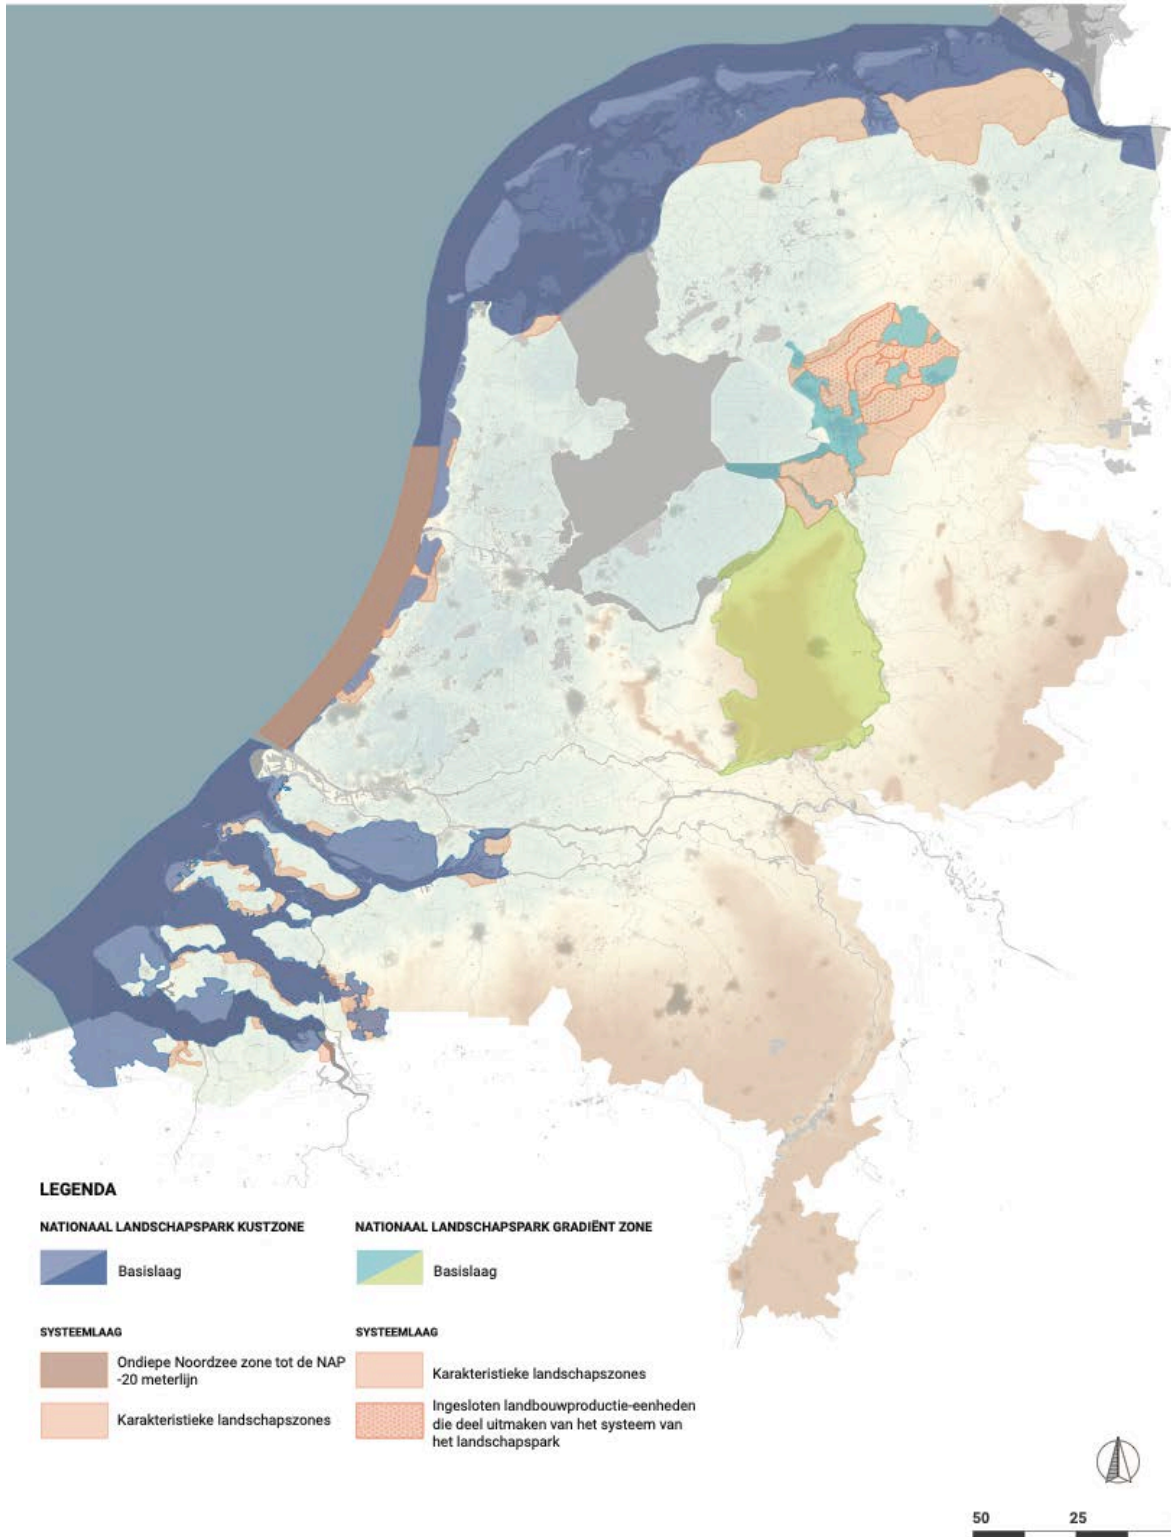 LEGENDA
NATIONAAL LANDSCHAPSPARK KUSTZONE
Basislaag
SYSTEEMLAAG
Ondiepe Noordzee zone tot de NAP
-20 meterlijn
Karakteristieke landschapszones
NATIONAAL LANDSCHAPSPARK GRADIËNT ZONE
Basislaag
SYSTEEMLAAG
Karakteristieke landschapszones
Ingesloten landbouwproductie-eenheden
die deel uitmaken van het systeem van
het landschapspark
50 25